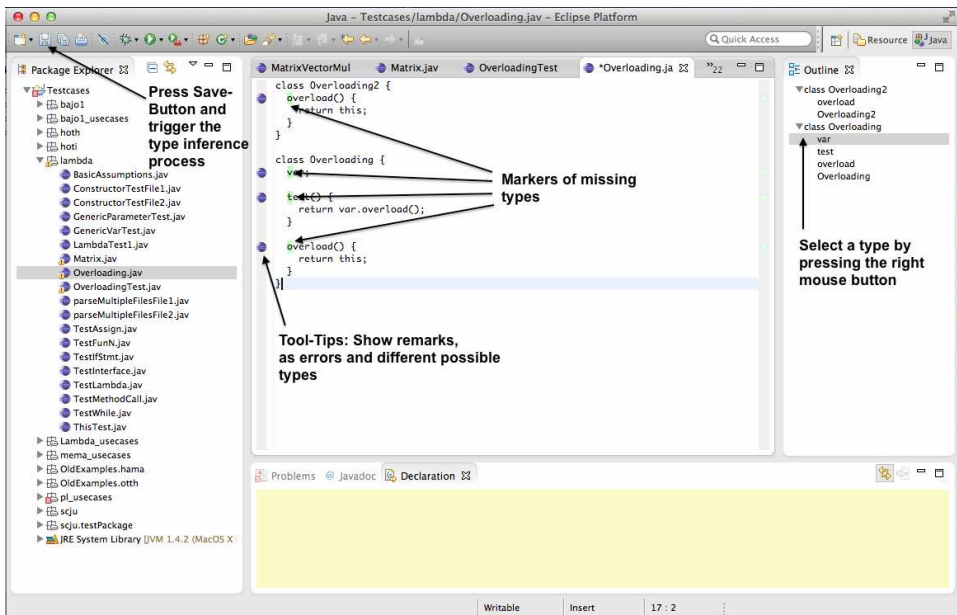 Java – Testcases/lambda/Overloading.jav – Eclipse Platform
Quick Access
Resource
Java
Package Explorer
Testcases
bajo1
bajo1_usecases
hoth
hoti
lambda
BasicAssumptions.jav
ConstructorTestFile1.jav
ConstructorTestFile2.jav
GenericParameterTest.jav
GenericVarTest.jav
LambdaTest1.jav
Matrix.jav
Overloading.jav
OverloadingTest.jav
parseMultipleFilesFile1.jav
parseMultipleFilesFile2.jav
TestAssign.jav
TestFunN.jav
TestIfStmt.jav
TestInterface.jav
TestLambda.jav
TestMethodCall.jav
TestWhile.jav
ThisTest.jav
Lambda_usecases
mema_usecases
OldExamples.hama
OldExamples.otth
pl_usecases
scju
scju.testPackage
JRE System Library [JVM 1.4.2 (MacOS X
Press Save-
Button and
trigger the
type inference
process
MatrixVectorMul
Matrix.jav
OverloadingTest
*Overloading.ja
»22
class Overloading2 {
overload() {
return this;
}
}
class Overloading {
var;
test() {
return var.overload();
}
overload() {
return this;
}
}
Markers of missing
types
Tool-Tips: Show remarks,
as errors and different possible
types
Outline
class Overloading2
overload
Overloading2
class Overloading
var
test
overload
Overloading
Select a type by
pressing the right
mouse button
Problems
@ Javadoc
Declaration
Writable
Insert
17 : 2